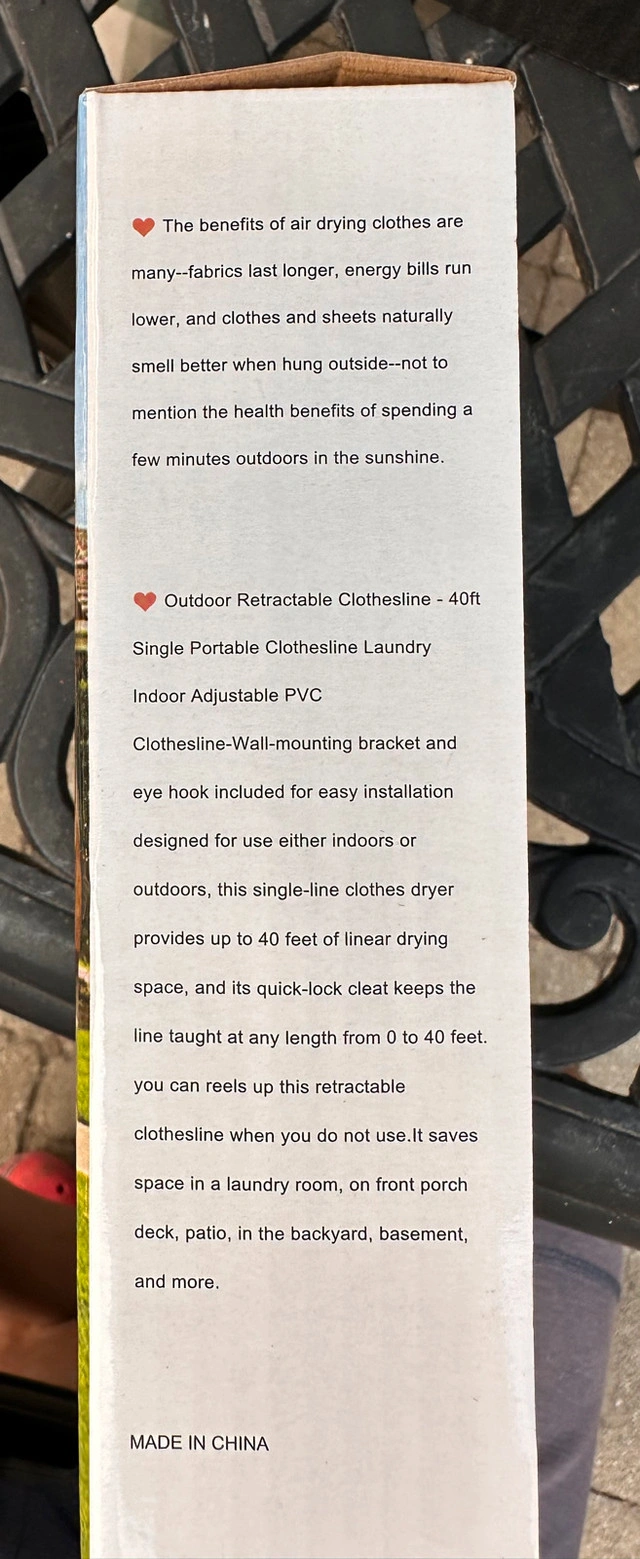 ❤ The benefits of air drying clothes are
many--fabrics last longer, energy bills run
lower, and clothes and sheets naturally
smell better when hung outside--not to
mention the health benefits of spending a
few minutes outdoors in the sunshine.
❤ Outdoor Retractable Clothesline - 40ft
Single Portable Clothesline Laundry
Indoor Adjustable PVC
Clothesline-Wall-mounting bracket and
eye hook included for easy installation
designed for use either indoors or
outdoors, this single-line clothes dryer
provides up to 40 feet of linear drying
space, and its quick-lock cleat keeps the
line taught at any length from 0 to 40 feet.
you can reels up this retractable
clothesline when you do not use.It saves
space in a laundry room, on front porch
deck, patio, in the backyard, basement,
and more.
MADE IN CHINA